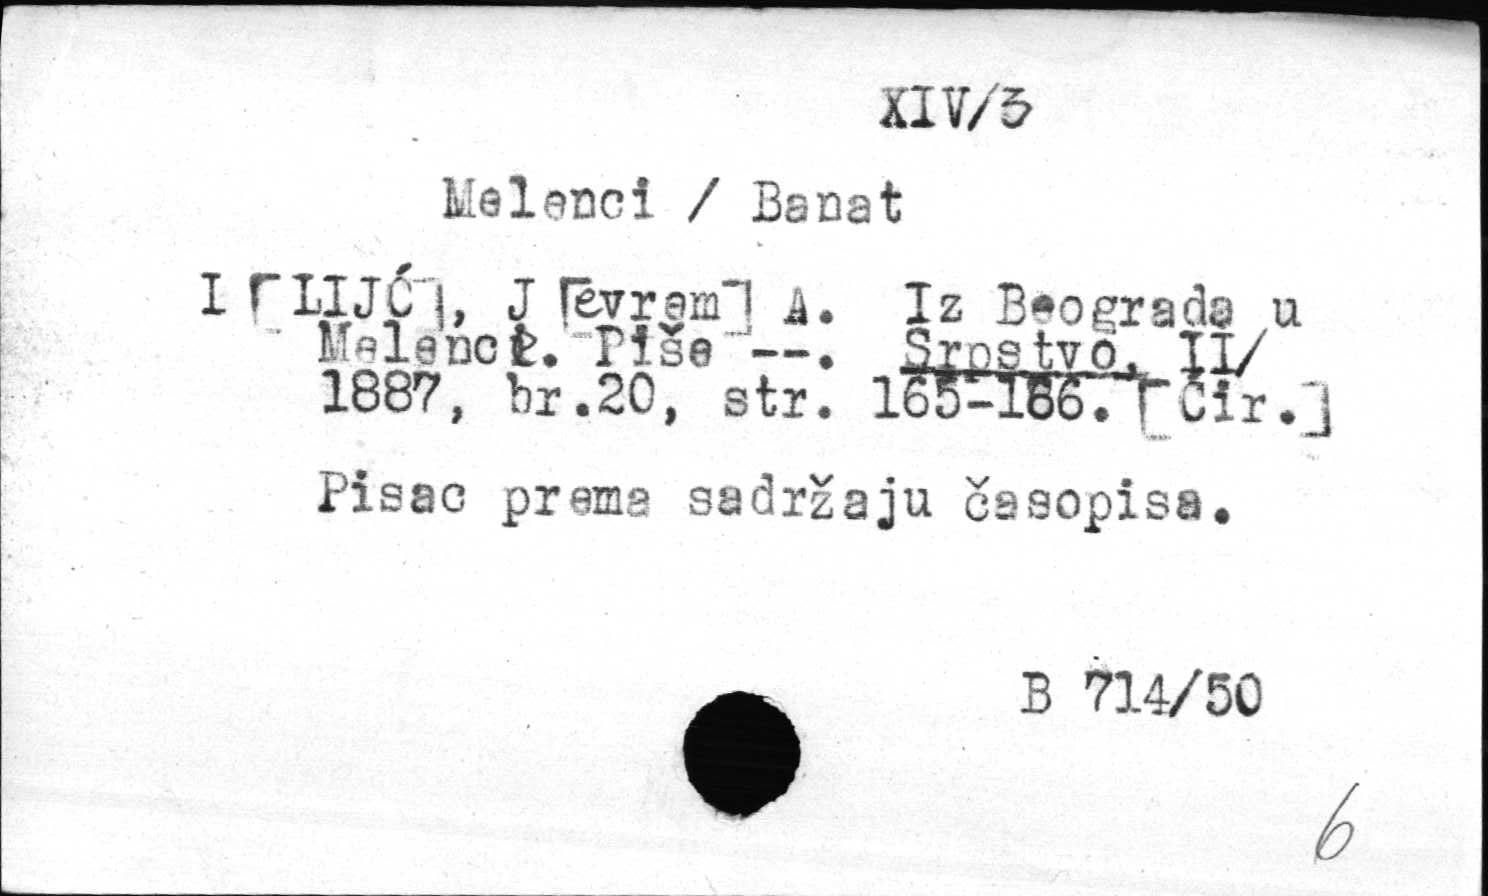 XIV/3
Melenci / Banat
I[LIJĆ], J[evrem] A. Iz Beograda u
Melence. Piše --. Srpstvo, II/
1887, br.20, str. 165-166. [Ćir.]
Pisac prema sadržaju časopisa.
B 714/50
6